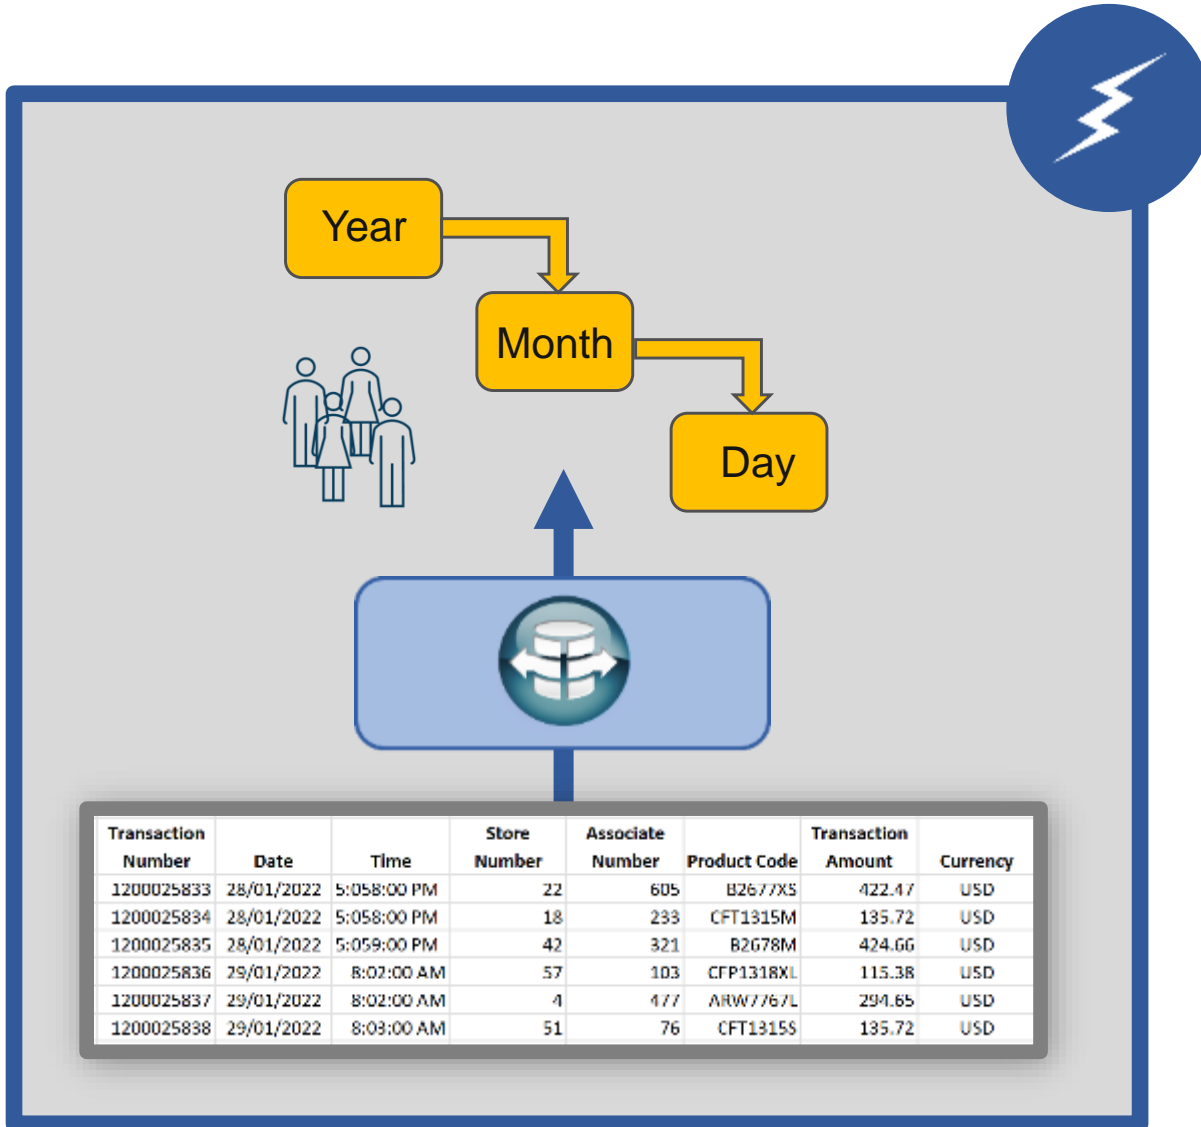 Year
Month
Day
Transaction Store Associate Transaction
Number Date Time Number Number Product Code Amount Currency
1200025833 28/01/2022 5:058:00 PM 22 605 B2677XS 422.47 USD
1200025834 28/01/2022 5:058:00 PM 18 233 CFT1315M 135.72 USD
1200025835 28/01/2022 5:059:00 PM 42 321 B2678M 424.66 USD
1200025836 29/01/2022 8:02:00 AM 57 103 CFP1318XL 115.38 USD
1200025837 29/01/2022 8:02:00 AM 4 477 ARW7767L 294.65 USD
1200025838 29/01/2022 8:03:00 AM 51 76 CFT1315S 135.72 USD